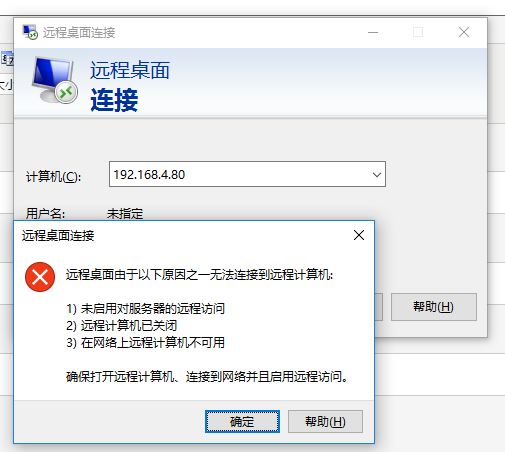 远程桌面连接
远程桌面
连接
计算机(C):
192.168.4.80
用户名:
未指定
帮助(H)
远程桌面连接
远程桌面由于以下原因之一无法连接到远程计算机:
1) 未启用对服务器的远程访问
2) 远程计算机已关闭
3) 在网络上远程计算机不可用
确保打开远程计算机、连接到网络并且启用远程访问。
确定
帮助(H)